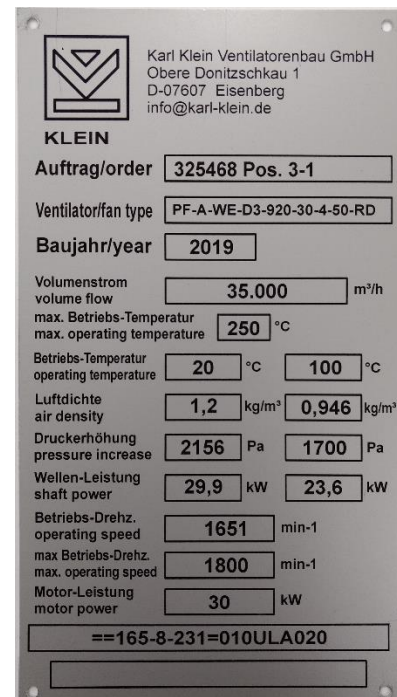 Karl Klein Ventilatorenbau GmbH
Obere Donitzschkau 1
D-07607 Eisenberg
info@karl-klein.de
KLEIN
Auftrag/order 325468 Pos. 3-1
Ventilator/fan type PF-A-WE-D3-920-30-4-50-RD
Baujahr/year 2019
Volumenstrom
volume flow 35.000 m³/h
max. Betriebs-Temperatur
max. operating temperature 250 °C
Betriebs-Temperatur
operating temperature 20 °C 100 °C
Luftdichte
air density 1,2 kg/m³ 0,946 kg/m³
Druckerhöhung
pressure increase 2156 Pa 1700 Pa
Wellen-Leistung
shaft power 29,9 kW 23,6 kW
Betriebs-Drehz.
operating speed 1651 min-1
max Betriebs-Drehz.
max. operating speed 1800 min-1
Motor-Leistung
motor power 30 kW
==165-8-231=010ULA020